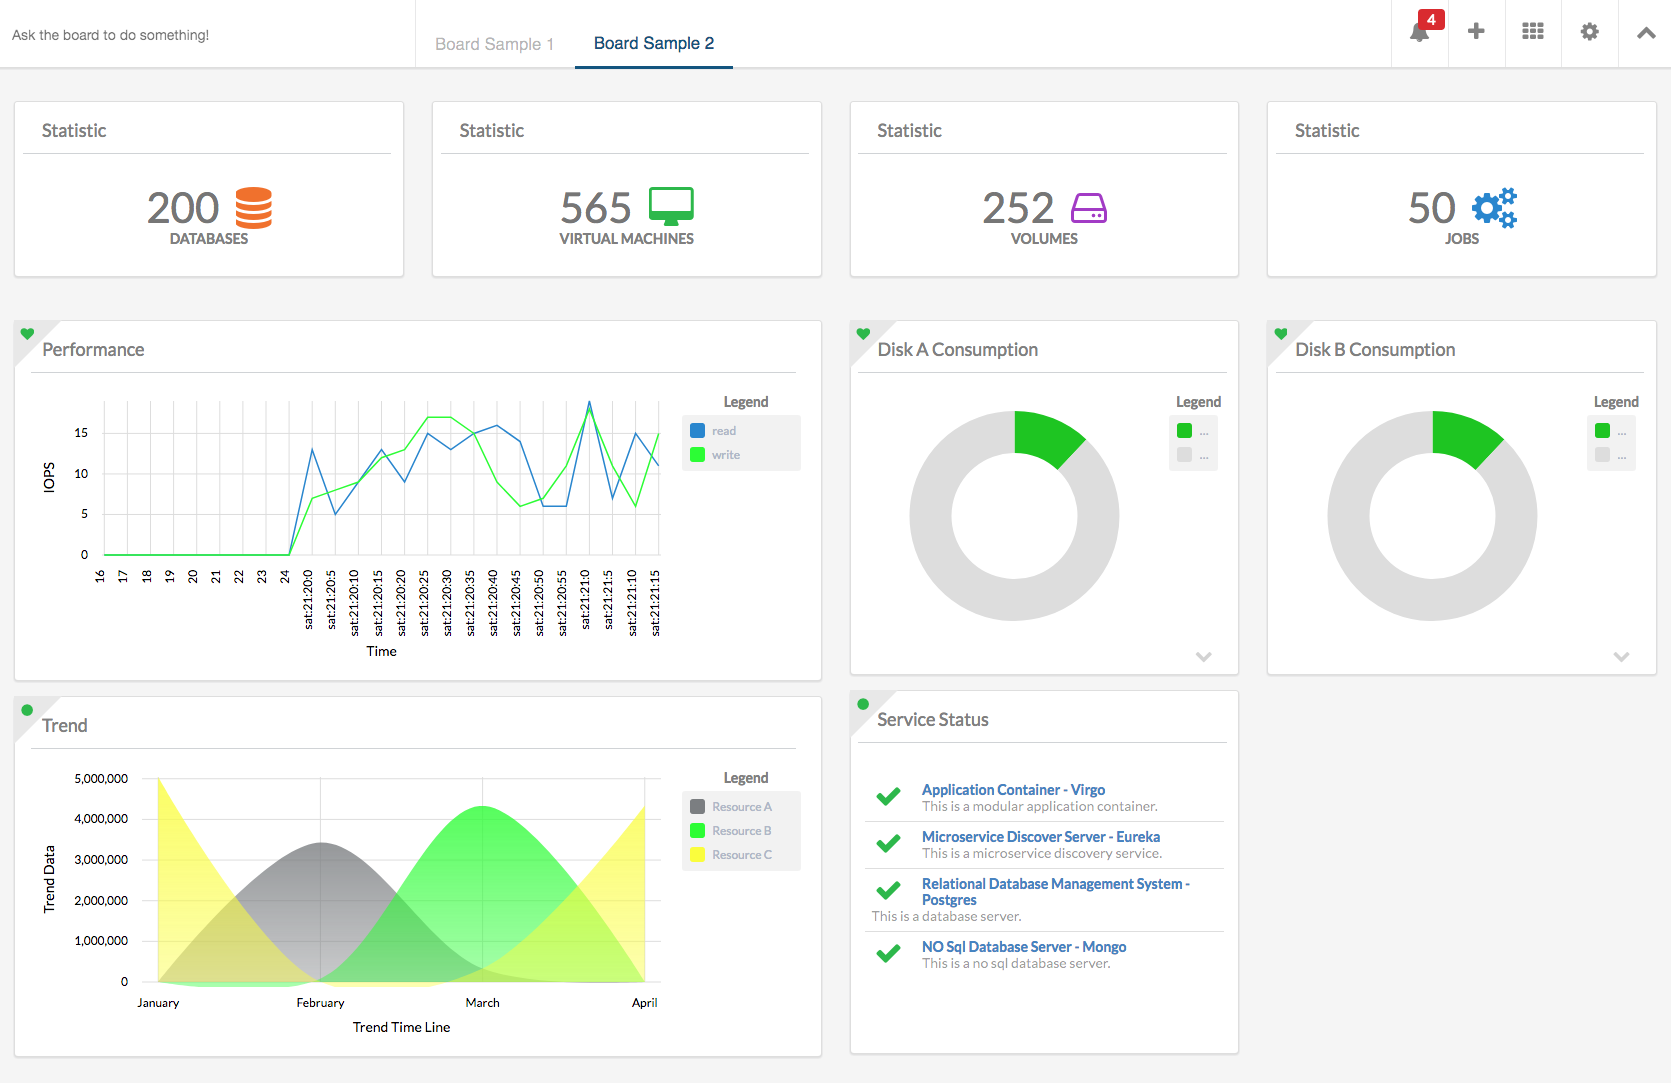 Ask the board to do something!
Board Sample 1
Board Sample 2
4
Statistic
200
DATABASES
Statistic
565
VIRTUAL MACHINES
Statistic
252
VOLUMES
Statistic
50
JOBS
Performance
IOPS
15
10
5
0
16
17
18
19
20
21
22
23
24
sat:21:20:0
sat:21:20:5
sat:21:20:10
sat:21:20:15
sat:21:20:20
sat:21:20:25
sat:21:20:30
sat:21:20:35
sat:21:20:40
sat:21:20:45
sat:21:20:50
sat:21:20:55
sat:21:21:0
sat:21:21:5
sat:21:21:10
sat:21:21:15
Time
Legend
read
write
Disk A Consumption
Legend
...
...
Disk B Consumption
Legend
...
...
Trend
Trend Data
5,000,000
4,000,000
3,000,000
2,000,000
1,000,000
0
January
February
March
April
Trend Time Line
Legend
Resource A
Resource B
Resource C
Service Status
Application Container - Virgo
This is a modular application container.
Microservice Discover Server - Eureka
This is a microservice discovery service.
Relational Database Management System -
Postgres
This is a database server.
NO Sql Database Server - Mongo
This is a no sql database server.